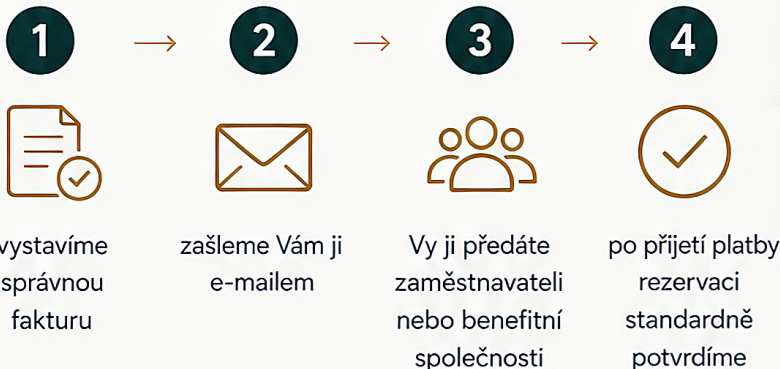 1
2
3
4
vystavíme
správnou
fakturu
zašleme Vám ji
e-mailem
Vy ji předáte
zaměstnavateli
nebo benefitní
společnosti
po přijetí platby
rezervaci
standardně
potvrdíme